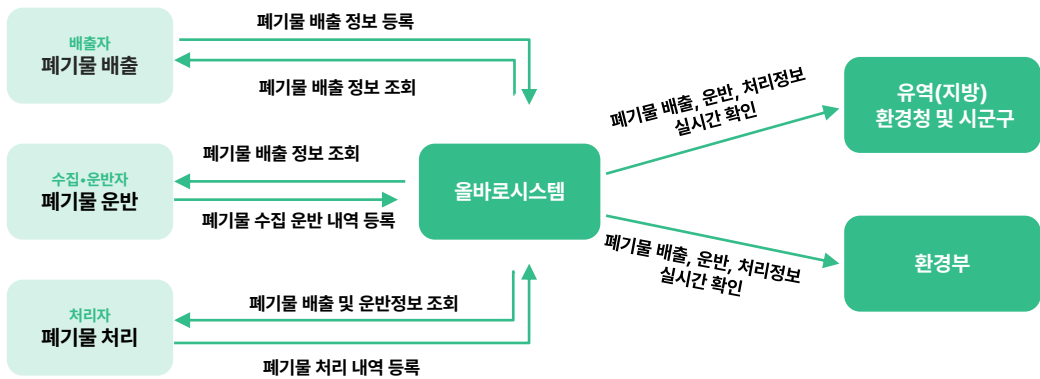 폐기물 배출 정보 등록
배출자
폐기물 배출
폐기물 배출 정보 조회
수집•운반자
폐기물 운반
폐기물 배출 정보 조회
폐기물 수집 운반 내역 등록
처리자
폐기물 처리
폐기물 배출 및 운반정보 조회
폐기물 처리 내역 등록
올바로시스템
폐기물 배출, 운반, 처리정보
실시간 확인
유역(지방)
환경청 및 시군구
폐기물 배출, 운반, 처리정보
실시간 확인
환경부